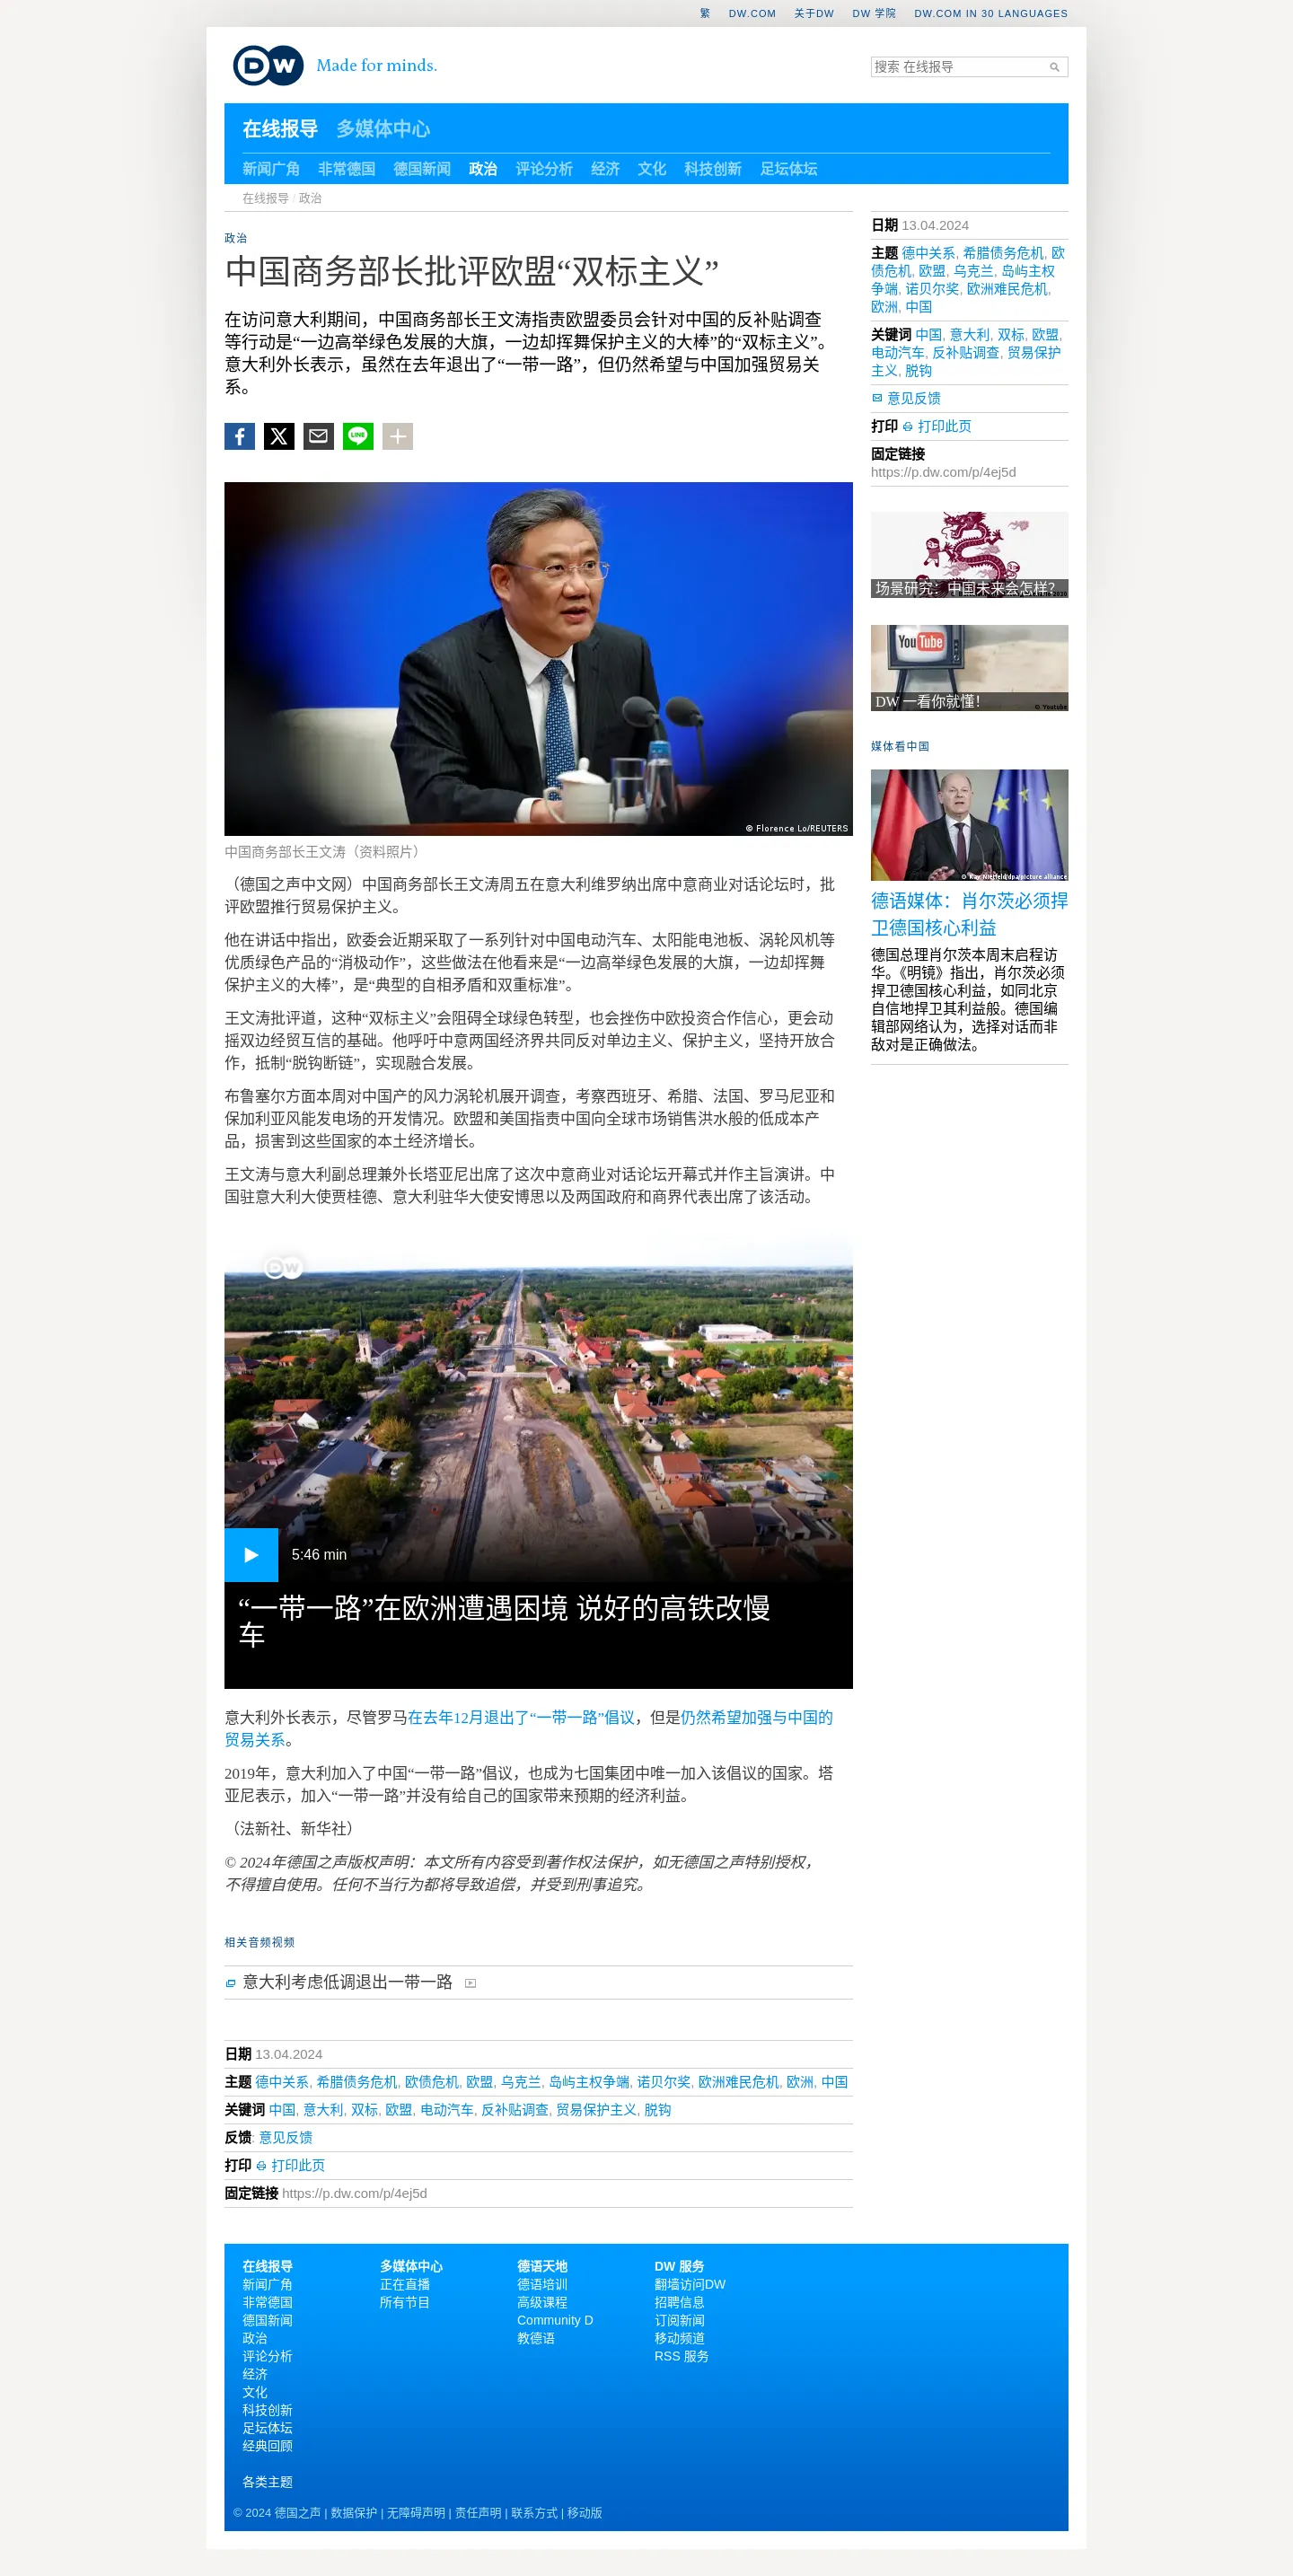 繁 DW.COM 关于DW DW 学院 DW.COM IN 30 LANGUAGES
DW Made for minds.
搜索 在线报导
在线报导 多媒体中心
新闻广角 非常德国 德国新闻 政治 评论分析 经济 文化 科技创新 足坛体坛
在线报导 / 政治
政治
中国商务部长批评欧盟“双标主义”
在访问意大利期间，中国商务部长王文涛指责欧盟委员会针对中国的反补贴调查
等行动是“一边高举绿色发展的大旗，一边却挥舞保护主义的大棒”的“双标主义”。
意大利外长表示，虽然在去年退出了“一带一路”，但仍然希望与中国加强贸易关
系。
LINE
© Florence Lo/REUTERS
中国商务部长王文涛（资料照片）
（德国之声中文网）中国商务部长王文涛周五在意大利维罗纳出席中意商业对话论坛时，批
评欧盟推行贸易保护主义。
他在讲话中指出，欧委会近期采取了一系列针对中国电动汽车、太阳能电池板、涡轮风机等
优质绿色产品的“消极动作”，这些做法在他看来是“一边高举绿色发展的大旗，一边却挥舞
保护主义的大棒”，是“典型的自相矛盾和双重标准”。
王文涛批评道，这种“双标主义”会阻碍全球绿色转型，也会挫伤中欧投资合作信心，更会动
摇双边经贸互信的基础。他呼吁中意两国经济界共同反对单边主义、保护主义，坚持开放合
作，抵制“脱钩断链”，实现融合发展。
布鲁塞尔方面本周对中国产的风力涡轮机展开调查，考察西班牙、希腊、法国、罗马尼亚和
保加利亚风能发电场的开发情况。欧盟和美国指责中国向全球市场销售洪水般的低成本产
品，损害到这些国家的本土经济增长。
王文涛与意大利副总理兼外长塔亚尼出席了这次中意商业对话论坛开幕式并作主旨演讲。中
国驻意大利大使贾桂德、意大利驻华大使安博思以及两国政府和商界代表出席了该活动。
DW
5:46 min
“一带一路”在欧洲遭遇困境 说好的高铁改慢
车
意大利外长表示，尽管罗马在去年12月退出了“一带一路”倡议，但是仍然希望加强与中国的
贸易关系。
2019年，意大利加入了中国“一带一路”倡议，也成为七国集团中唯一加入该倡议的国家。塔
亚尼表示，加入“一带一路”并没有给自己的国家带来预期的经济利益。
（法新社、新华社）
© 2024年德国之声版权声明：本文所有内容受到著作权法保护，如无德国之声特别授权，
不得擅自使用。任何不当行为都将导致追偿，并受到刑事追究。
相关音频视频
意大利考虑低调退出一带一路
日期 13.04.2024
主题 德中关系, 希腊债务危机, 欧债危机, 欧盟, 乌克兰, 岛屿主权争端, 诺贝尔奖, 欧洲难民危机, 欧洲, 中国
关键词 中国, 意大利, 双标, 欧盟, 电动汽车, 反补贴调查, 贸易保护主义, 脱钩
反馈: 意见反馈
打印 打印此页
固定链接 https://p.dw.com/p/4ej5d
日期 13.04.2024
主题 德中关系, 希腊债务危机, 欧
债危机, 欧盟, 乌克兰, 岛屿主权
争端, 诺贝尔奖, 欧洲难民危机,
欧洲, 中国
关键词 中国, 意大利, 双标, 欧盟,
电动汽车, 反补贴调查, 贸易保护
主义, 脱钩
意见反馈
打印 打印此页
固定链接
https://p.dw.com/p/4ej5d
场景研究：中国未来会怎样？
YouTube
DW 一看你就懂！
© Youtube
媒体看中国
© Kay Nietfeld/dpa/picture alliance
德语媒体：肖尔茨必须捍
卫德国核心利益
德国总理肖尔茨本周末启程访
华。《明镜》指出，肖尔茨必须
捍卫德国核心利益，如同北京
自信地捍卫其利益般。德国编
辑部网络认为，选择对话而非
敌对是正确做法。
在线报导
新闻广角
非常德国
德国新闻
政治
评论分析
经济
文化
科技创新
足坛体坛
经典回顾
各类主题
多媒体中心
正在直播
所有节目
德语天地
德语培训
高级课程
Community D
教德语
DW 服务
翻墙访问DW
招聘信息
订阅新闻
移动频道
RSS 服务
© 2024 德国之声 | 数据保护 | 无障碍声明 | 责任声明 | 联系方式 | 移动版